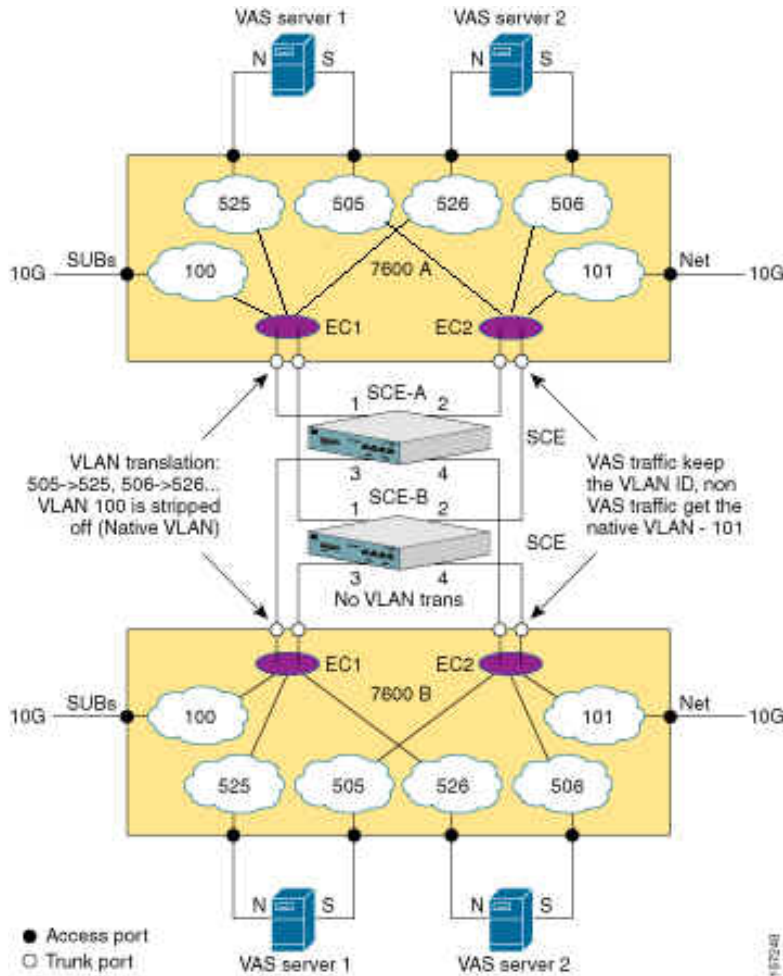 VAS server 1
VAS server 2
N
S
N
S
525
505
526
506
SUBs
Net
10G
100
7600 A
101
10G
EC1
EC2
SCE-A
1
2
SCE
VLAN translation:
505->525, 506->526...
VLAN 100 is stripped
off (Native VLAN)
3
4
SCE-B
1
2
VAS traffic keep
the VLAN ID, non
VAS traffic get the
native VLAN - 101
SCE
3
4
No VLAN trans
EC1
EC2
SUBs
7600 B
Net
10G
100
101
10G
525
505
526
506
N
S
N
S
Access port
Trunk port
VAS server 1
VAS server 2